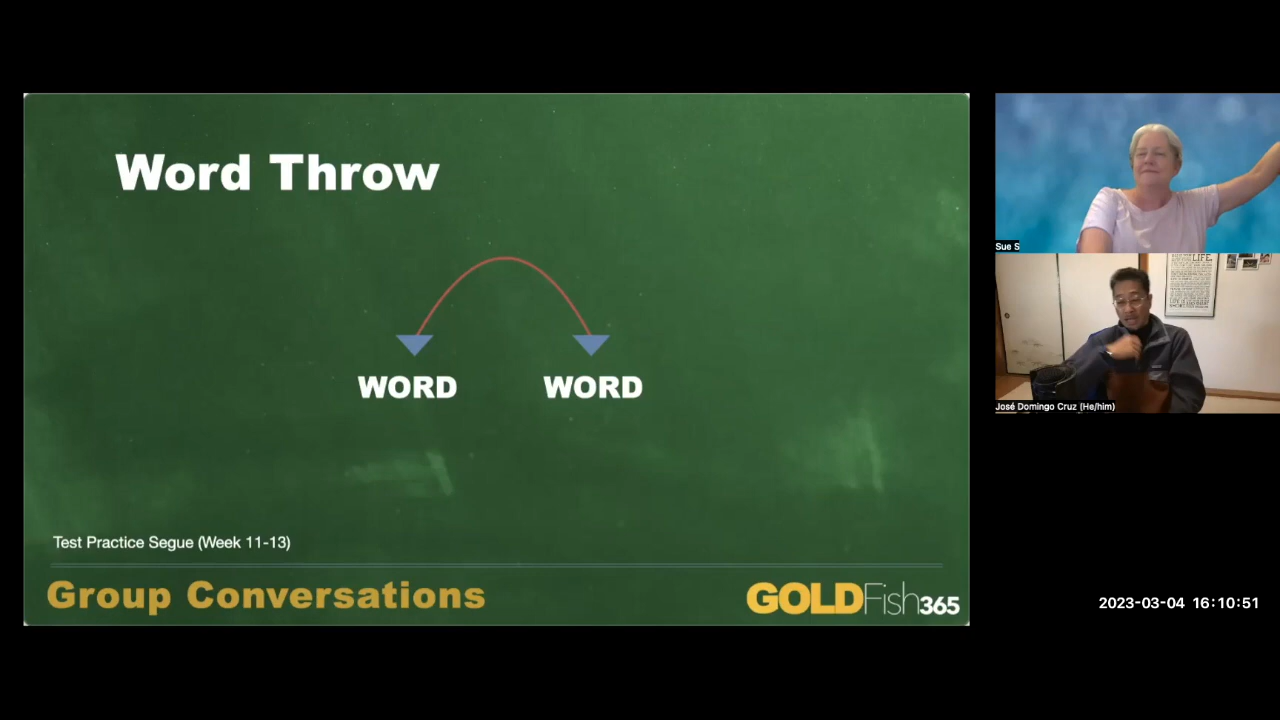 Word Throw
WORD WORD
Test Practice Segue (Week 11-13)
Group Conversations
GOLDFish365
Sue S
LIFE.
José Domingo Cruz (He/him)
2023-03-04 16:10:51